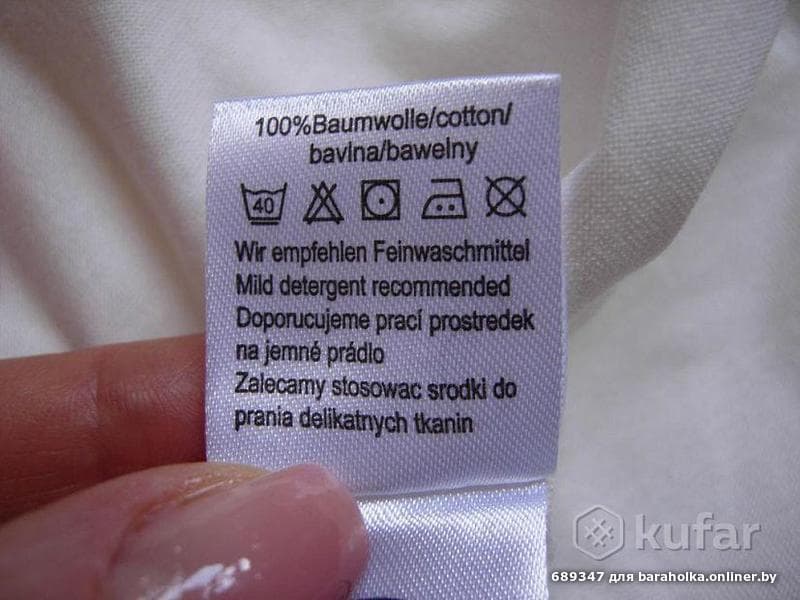 100%Baumwolle/cotton/
bavlna/bawelny
40
Wir empfehlen Feinwaschmittel
Mild detergent recommended
Doporucujeme prací prostredek
na jemné prádlo
Zalecamy stosowac srodki do
prania delikatnych tkanin
kufar
689347 для baraholka.onliner.by